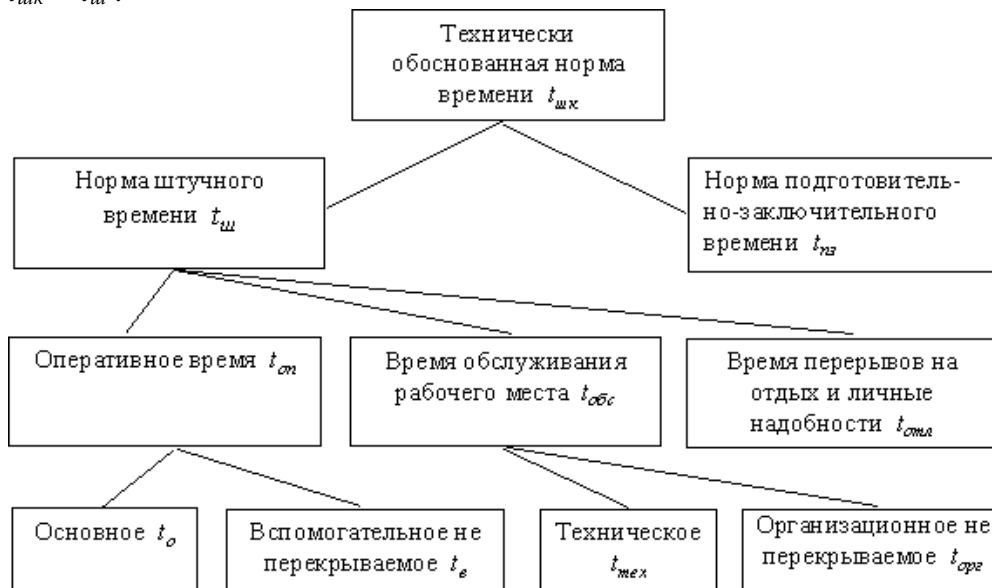 Технически
обоснованная норма
времени t_шк
Норма штучного
времени t_ш
Норма подготовитель-
но-заключительного
времени t_пз
Оперативное время t_оп
Время обслуживания
рабочего места t_обс
Время перерывов на
отдых и личные
надобности t_отл
Основное t_о
Вспомогательное не
перекрываемое t_в
Техническое
t_тех
Организационное не
перекрываемое t_орг